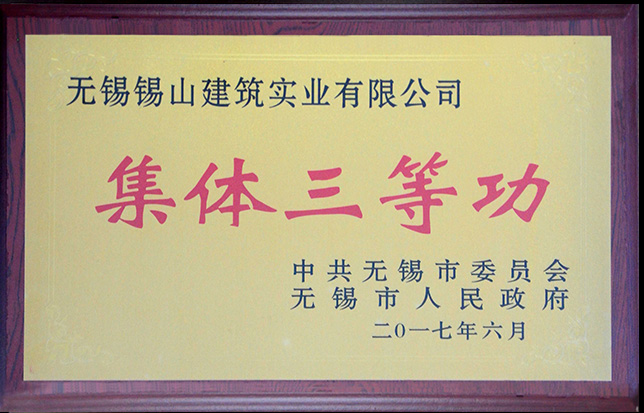 无锡锡山建筑实业有限公司
集体三等功
中共无锡市委员会
无锡市人民政府
二〇一七年六月